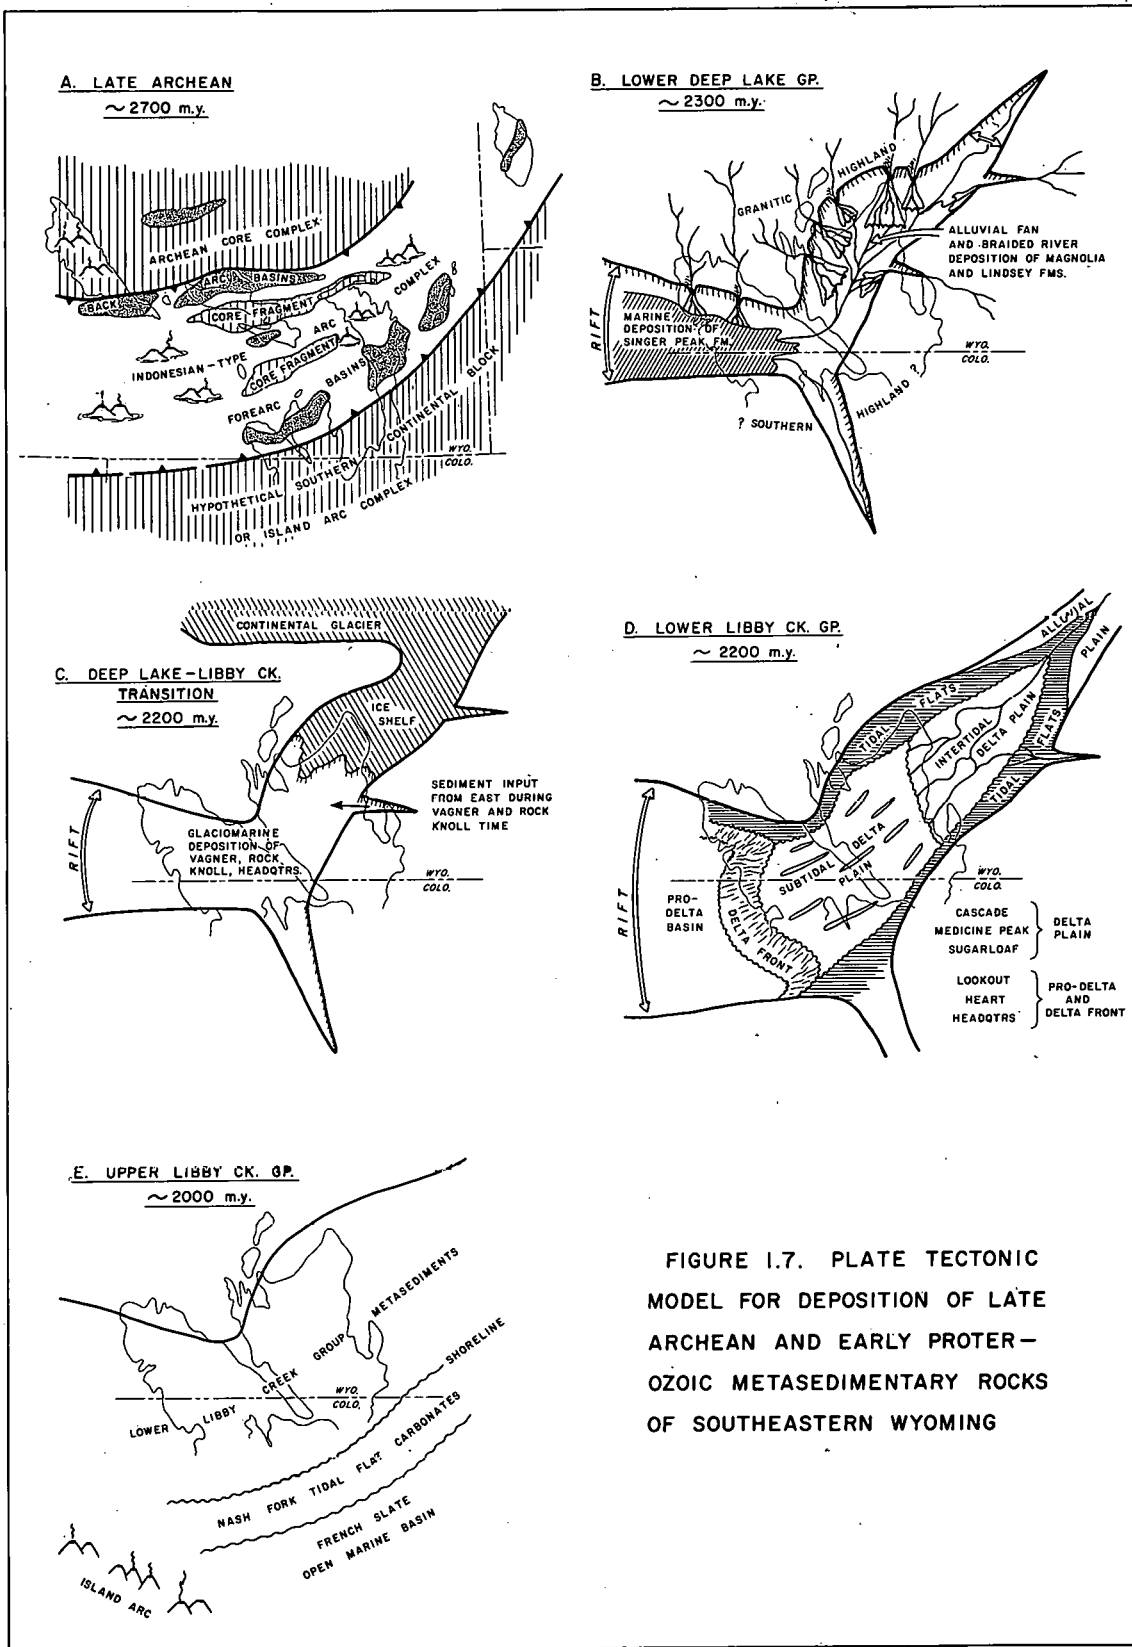 A. LATE ARCHEAN
~ 2700 m.y.
ARCHEAN CORE COMPLEX
BACK ARC BASINS
CORE FRAGMENT
INDONESIAN-TYPE ARC COMPLEX
CORE FRAGMENT
FOREARC BASINS
WYO.
COLO.
HYPOTHETICAL SOUTHERN CONTINENTAL BLOCK
OR ISLAND ARC COMPLEX
B. LOWER DEEP LAKE GP.
~ 2300 m.y.
GRANITIC HIGHLAND
ALLUVIAL FAN
AND BRAIDED RIVER
DEPOSITION OF MAGNOLIA
AND LINDSEY FMS.
RIFT
MARINE
DEPOSITION OF
SINGER PEAK FM.
WYO.
COLO.
? SOUTHERN HIGHLAND ?
C. DEEP LAKE-LIBBY CK.
TRANSITION
~ 2200 m.y.
CONTINENTAL GLACIER
ICE
SHELF
SEDIMENT INPUT
FROM EAST DURING
VAGNER AND ROCK
KNOLL TIME
RIFT
GLACIOMARINE
DEPOSITION OF
VAGNER, ROCK
KNOLL, HEADQTRS.
WYO.
COLO.
D. LOWER LIBBY CK. GP.
~ 2200 m.y.
ALLUVIAL PLAIN
TIDAL FLATS
INTERTIDAL
DELTA PLAIN
TIDAL FLATS
SUBTIDAL DELTA
PLAIN
RIFT
PRO-
DELTA
BASIN
DELTA FRONT
WYO.
COLO.
CASCADE
MEDICINE PEAK
SUGARLOAF
DELTA
PLAIN
LOOKOUT
HEART
HEADQTRS
PRO-DELTA
AND
DELTA FRONT
E. UPPER LIBBY CK. GP.
~ 2000 m.y.
LOWER LIBBY CREEK GROUP METASEDIMENTS
WYO.
COLO.
SHORELINE
NASH FORK TIDAL FLAT CARBONATES
FRENCH SLATE
OPEN MARINE BASIN
ISLAND ARC
FIGURE 1.7. PLATE TECTONIC
MODEL FOR DEPOSITION OF LATE
ARCHEAN AND EARLY PROTER-
OZOIC METASEDIMENTARY ROCKS
OF SOUTHEASTERN WYOMING